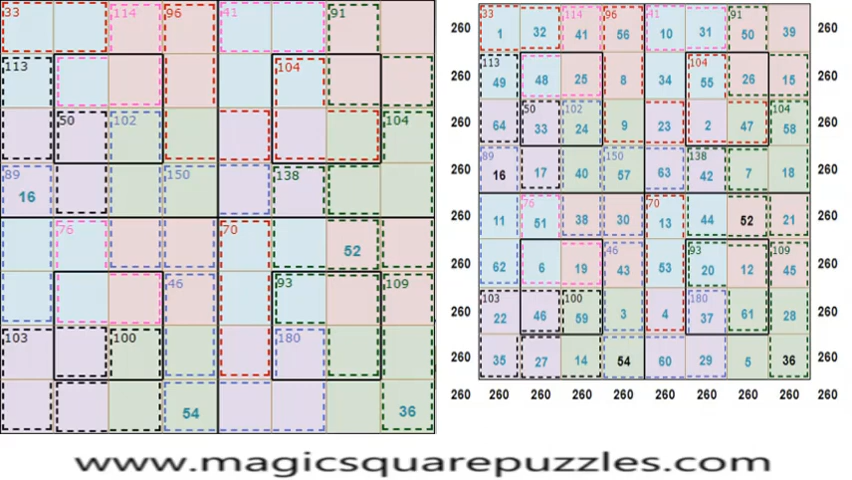 33 114 96 41 91
113 104
50 102 104
89 150 138
16
76 70
52
46 93 109
103 100 180
54 36
33 114 96 41 91
260 1 32 41 56 10 31 50 39 260
113 104
260 49 48 25 8 34 55 26 15 260
50 102 104
260 64 33 24 9 23 2 47 58 260
89 150 138
260 16 17 40 57 63 42 7 18 260
76 70
260 11 51 38 30 13 44 52 21 260
46 93 109
260 62 6 19 43 53 20 12 45 260
103 100 180
260 22 46 59 3 4 37 61 28 260
260 35 27 14 54 60 29 5 36 260
260 260 260 260 260 260 260 260 260 260
www.magicsquarepuzzles.com